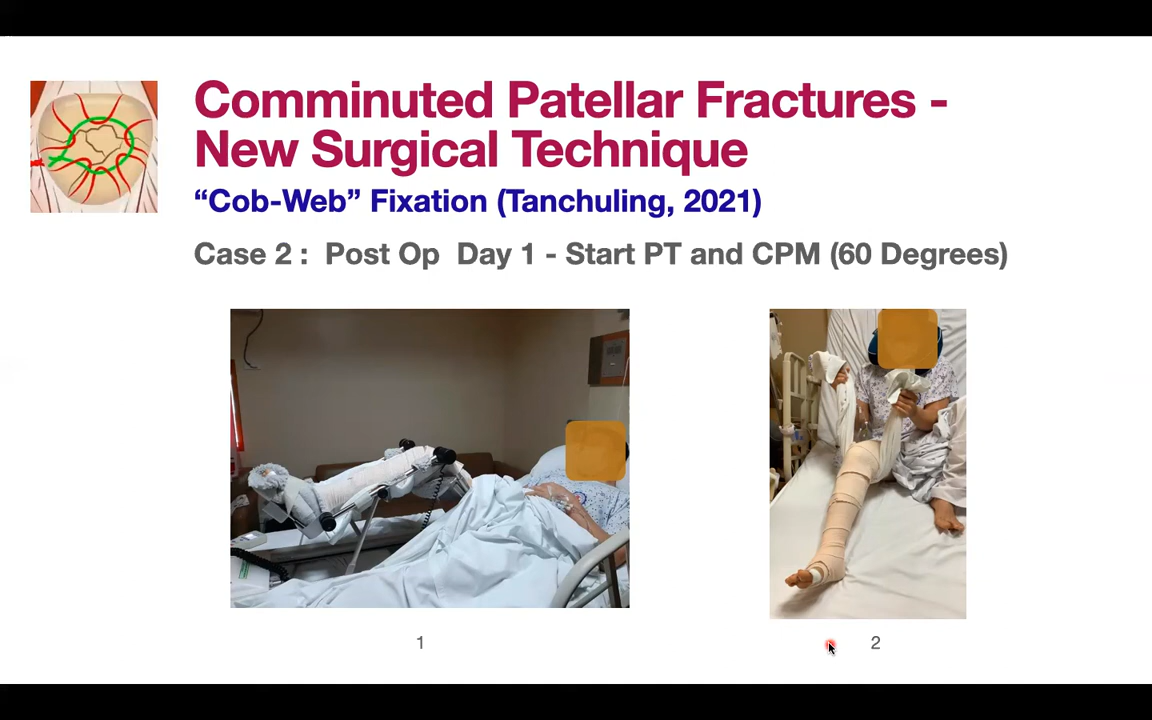 Comminuted Patellar Fractures -
New Surgical Technique
“Cob-Web” Fixation (Tanchuling, 2021)
Case 2 :  Post Op  Day 1 - Start PT and CPM (60 Degrees)
1
2